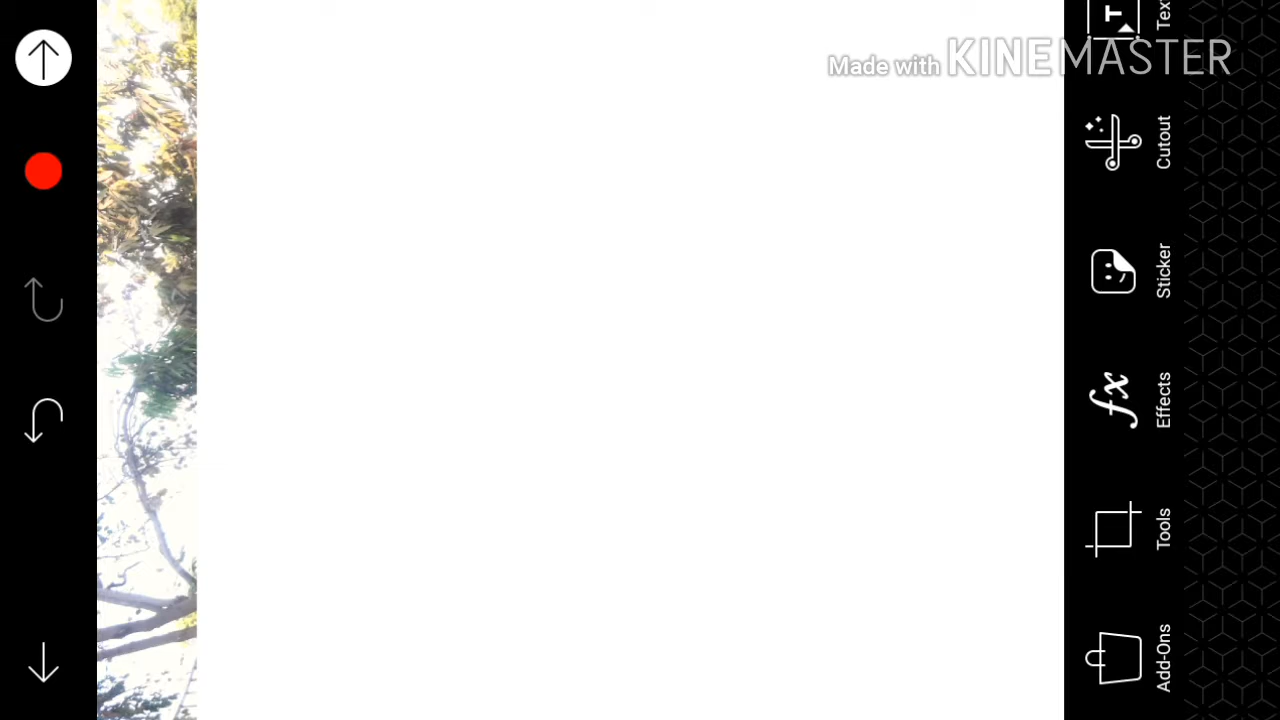 Made with KINEMASTER
Add-Ons
Tools
Effects
Sticker
Cutout